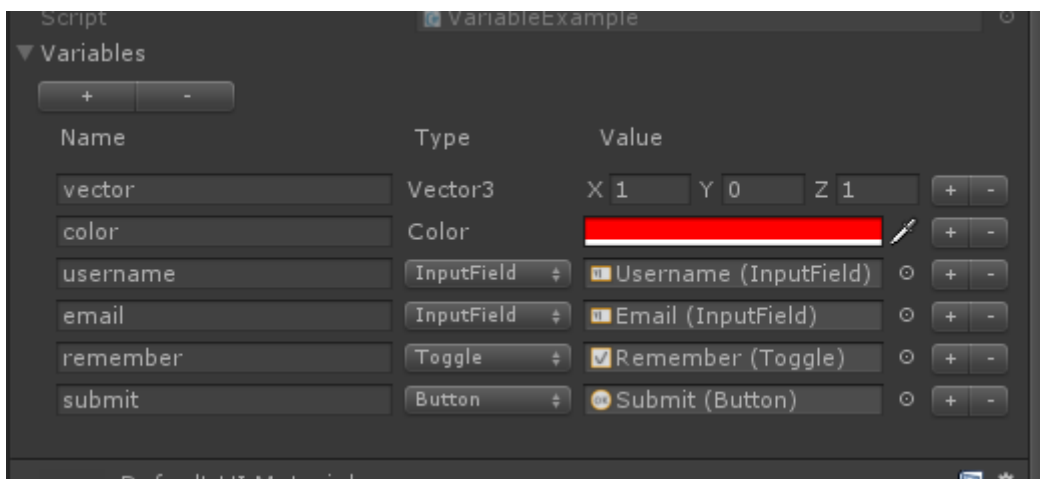 Script VariableExample
Variables
+ -
Name Type Value
vector Vector3 X 1 Y 0 Z 1 + -
color Color + -
username InputField Username (InputField) + -
email InputField Email (InputField) + -
remember Toggle Remember (Toggle) + -
submit Button OK Submit (Button) + -